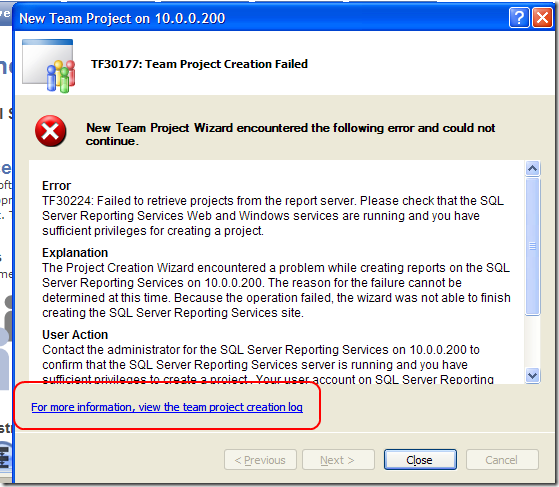 New Team Project on 10.0.0.200
TF30177: Team Project Creation Failed
New Team Project Wizard encountered the following error and could not
continue.
Error
TF30224: Failed to retrieve projects from the report server. Please check that the SQL
Server Reporting Services Web and Windows services are running and you have
sufficient privileges for creating a project.
Explanation
The Project Creation Wizard encountered a problem while creating reports on the SQL
Server Reporting Services on 10.0.0.200. The reason for the failure cannot be
determined at this time. Because the operation failed, the wizard was not able to finish
creating the SQL Server Reporting Services site.
User Action
Contact the administrator for the SQL Server Reporting Services on 10.0.0.200 to
confirm that the SQL Server Reporting Services server is running and you have
sufficient privileges to create a project. Your user account on SQL Server Reporting
For more information, view the team project creation log
< Previous
Next >
Close
Cancel